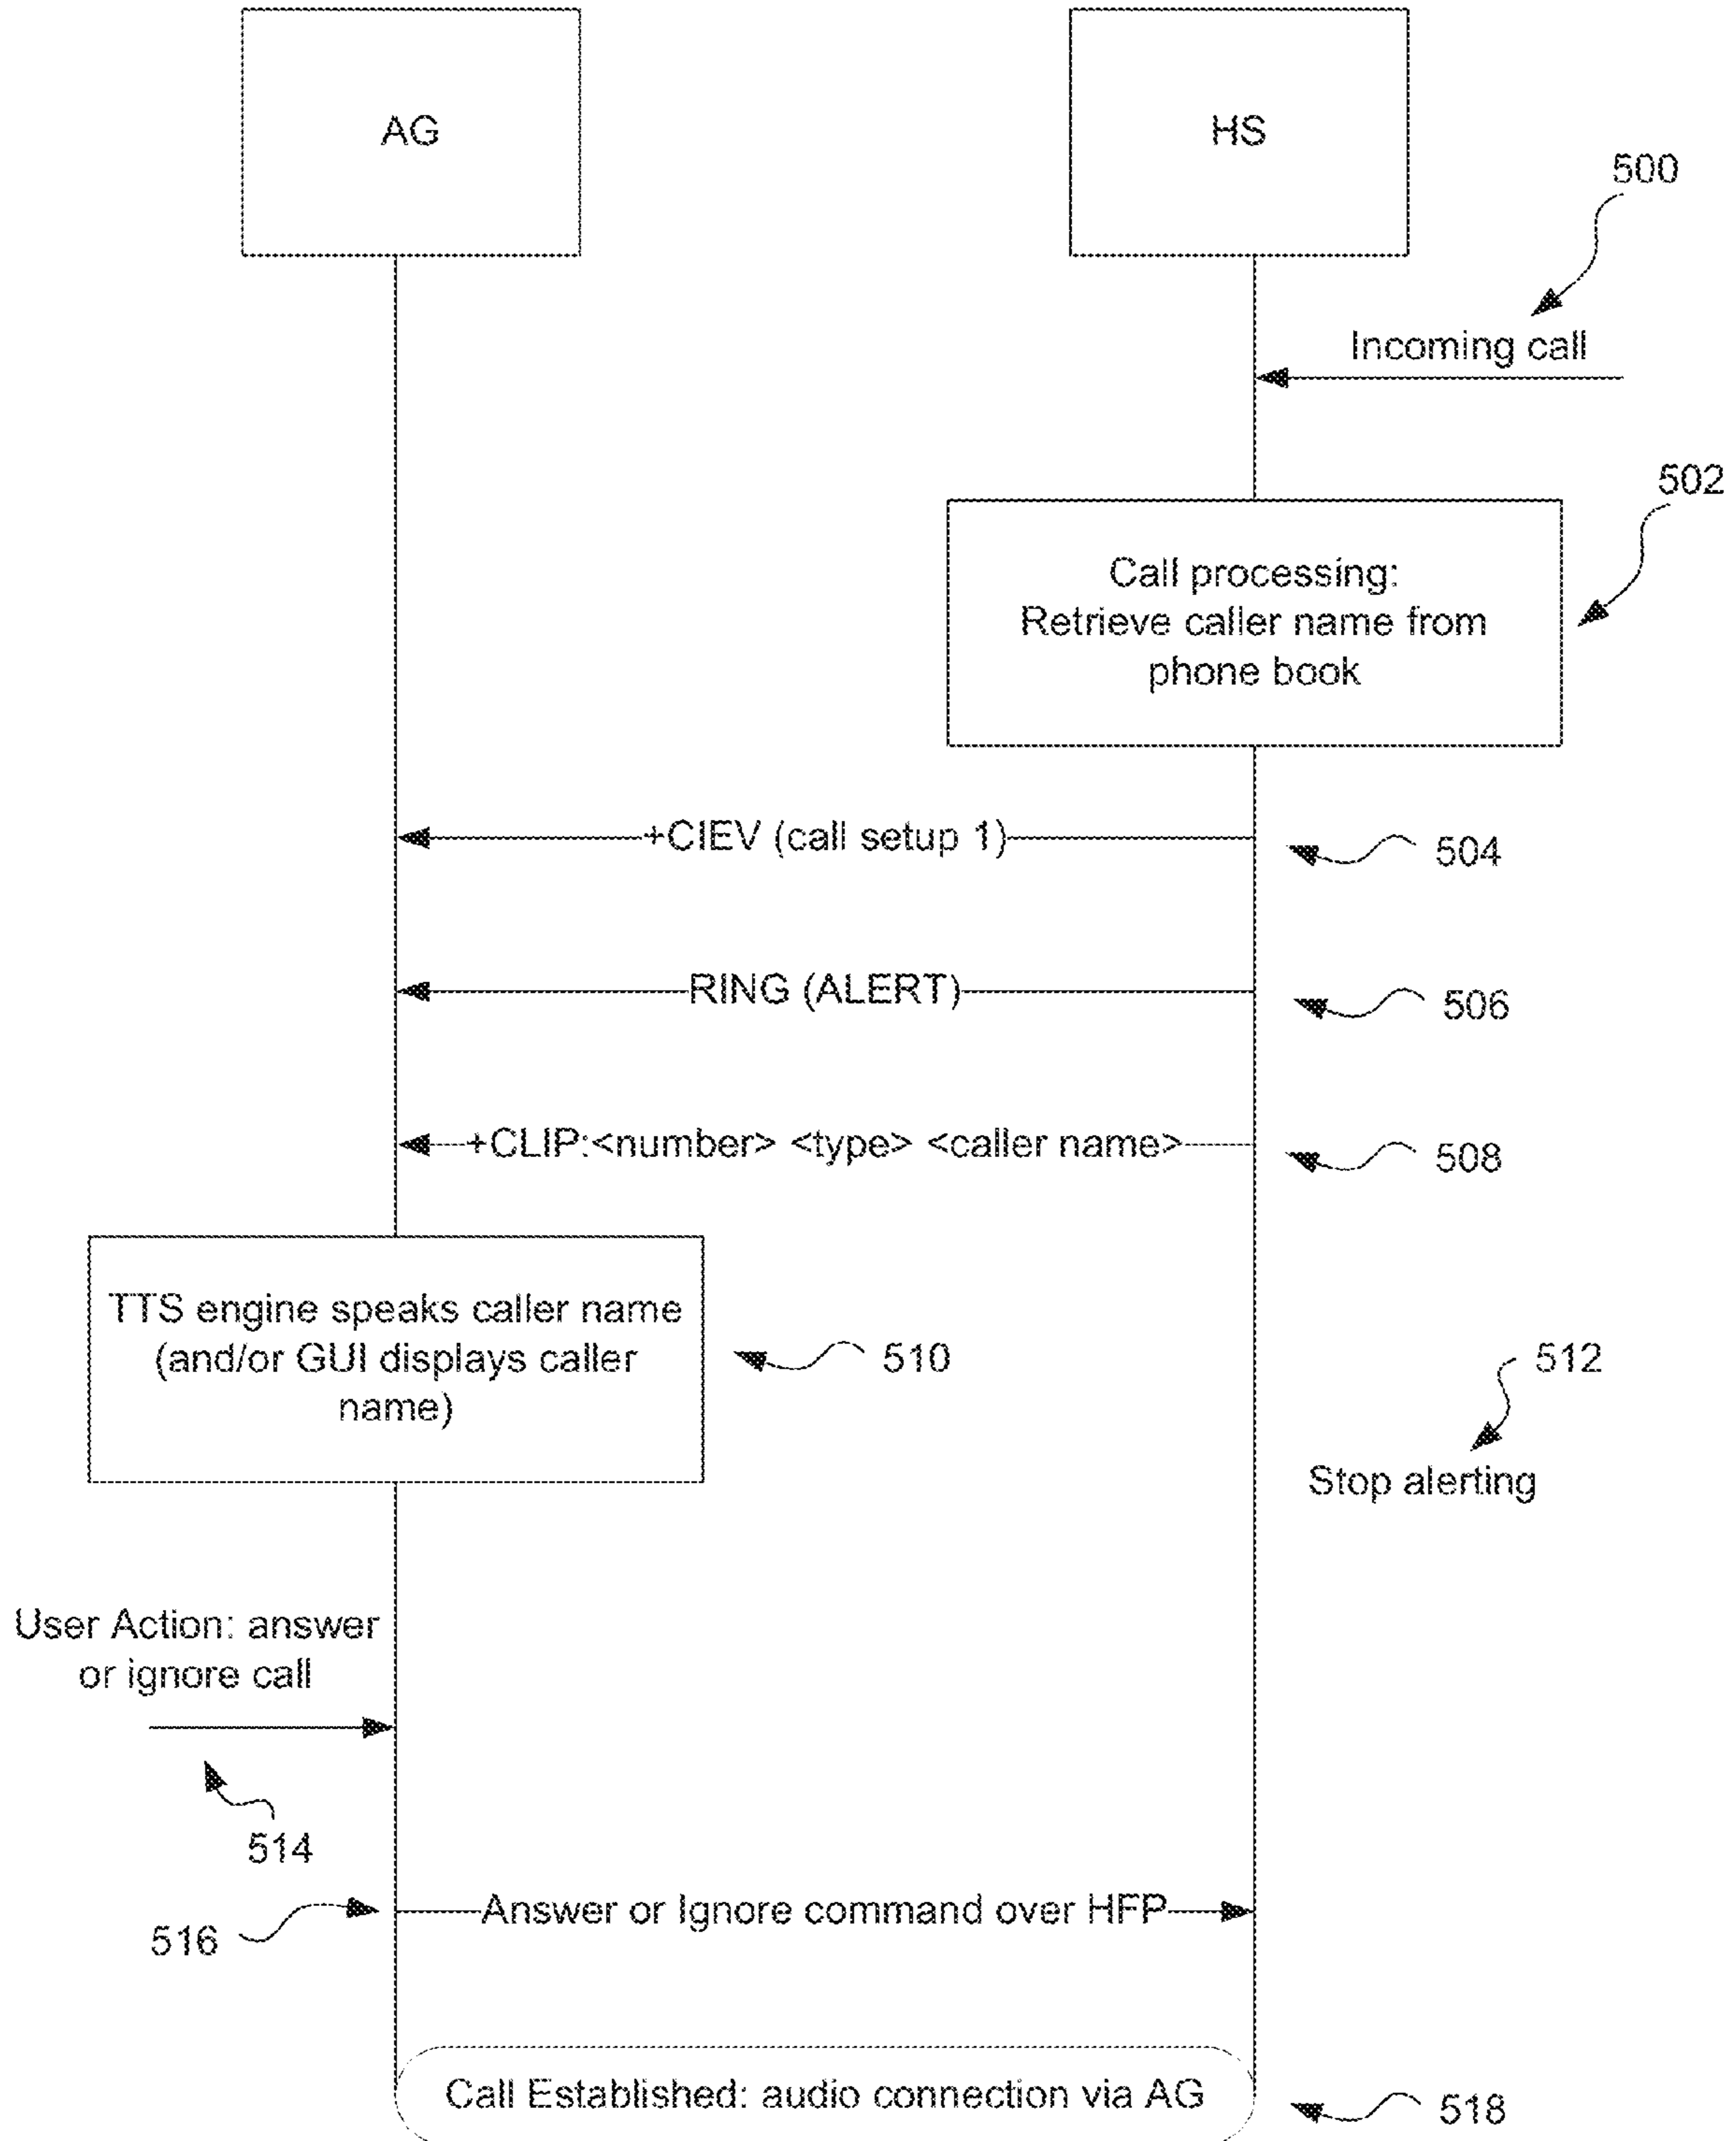 AG
HS
500
Incoming call
502
Call processing:
Retrieve caller name from
phone book
+CIEV (call setup 1)
504
RING (ALERT)
506
+CLIP:<number> <type> <caller name>
508
TTS engine speaks caller name
(and/or GUI displays caller
name)
510
512
Stop alerting
User Action: answer
or ignore call
514
Answer or Ignore command over HFP
516
Call Established: audio connection via AG
518